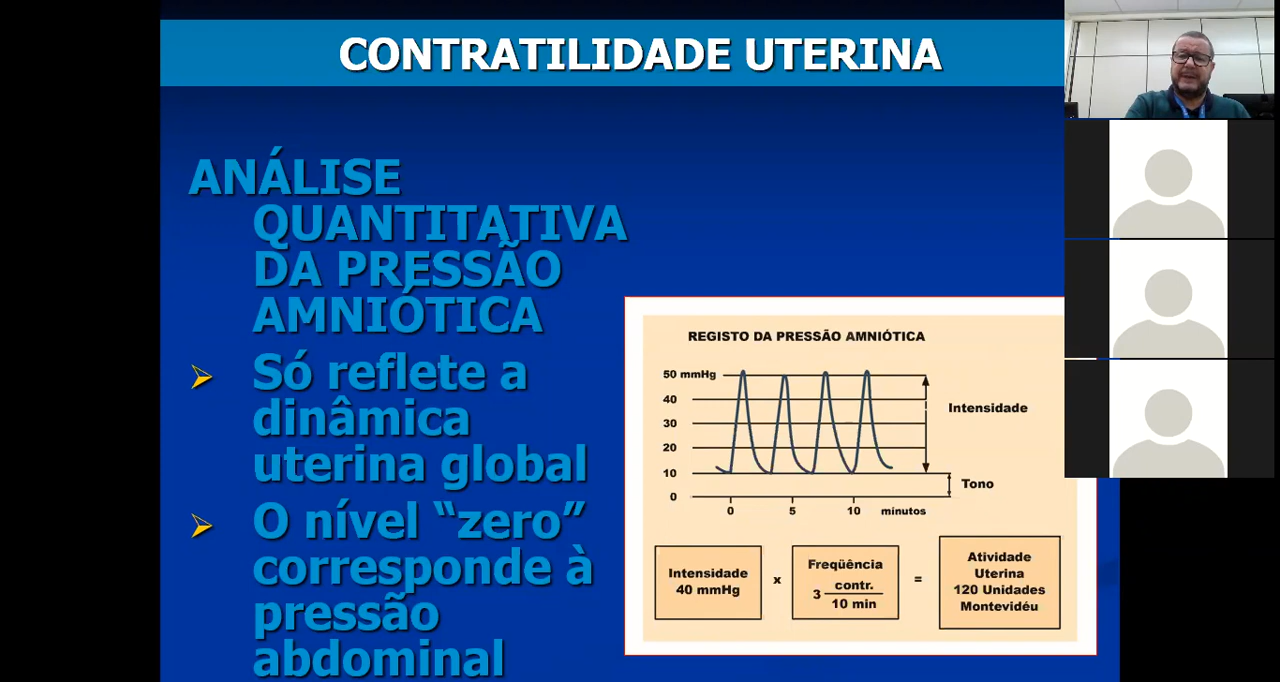 CONTRATILIDADE UTERINA
ANÁLISE
QUANTITATIVA
DA PRESSÃO
AMNIÓTICA
Só reflete a
dinâmica
uterina global
O nível “zero”
corresponde à
pressão
abdominal
REGISTO DA PRESSÃO AMNIÓTICA
50 mmHg
40
30
20
10
0
Intensidade
Tono
0 5 10 minutos
Intensidade
40 mmHg
x
Freqüência
3 contr.
10 min
=
Atividade
Uterina
120 Unidades
Montevidéu